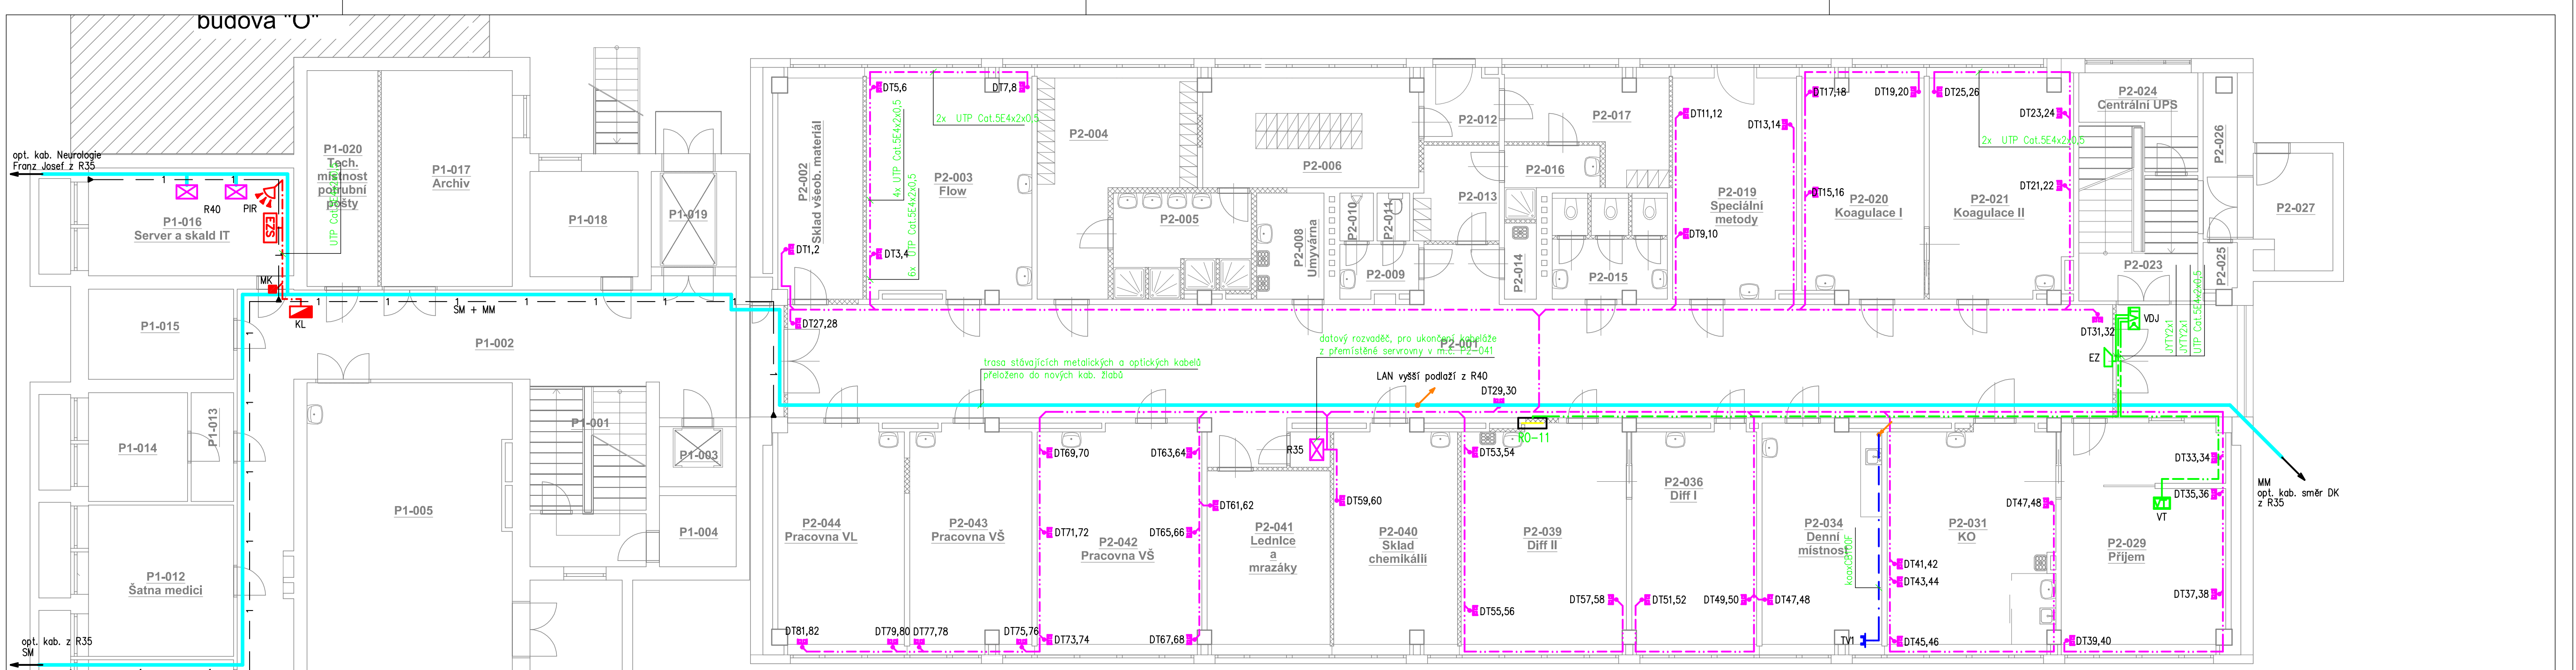 budova "O"
opt. kab. Neurologie
Franz Josef z R35
R40
PIR
EZS
P1-016
Server a skald IT
MK
KL
P1-020
Tech.
místnost
potrubní
pošty
P1-017
Archiv
P1-018
P1-019
P1-015
P1-002
SM + MM
P1-014
P1-013
P1-001
P1-003
P1-004
P1-005
P1-012
Šatna medici
opt. kab. z R35
SM
P2-002
Sklad všeob. materiál
DT1,2
DT27,28
DT5,6
DT7,8
4x UTP Cat.5E4x2x0,5
2x UTP Cat.5E4x2x0,5
6x UTP Cat.5E4x2x0,5
P2-003
Flow
DT3,4
P2-004
P2-005
P2-006
P2-008
Umyvárna
P2-010
P2-011
P2-009
P2-012
P2-013
P2-014
P2-015
P2-016
P2-017
DT11,12
DT13,14
P2-019
Speciální
metody
DT9,10
DT17,18
DT19,20
DT15,16
P2-020
Koagulace I
DT25,26
DT23,24
2x UTP Cat.5E4x2x0,5
DT21,22
P2-021
Koagulace II
P2-024
Centrální UPS
P2-026
P2-027
P2-023
P2-025
DT31,32
VDJ
EZ
JYTY2x1
JYTY2x1
UTP Cat.5E4x2x0,5
P2-001
datový rozvaděč, pro ukončení kabeláže
z přemístěné servrovny v m.č. P2-041
trasa stávajících metalických a optických kabelů
přeloženo do nových kab. žlabů
LAN vyšší podlaží z R40
DT29,30
R35
RO-11
P2-044
Pracovna VL
P2-043
Pracovna VŠ
DT69,70
DT63,64
DT71,72
DT65,66
P2-042
Pracovna VŠ
DT73,74
DT67,68
DT81,82
DT79,80
DT77,78
DT75,76
DT61,62
P2-041
Lednice
a
mrazáky
DT59,60
P2-040
Sklad
chemikálií
DT53,54
P2-039
Diff II
DT55,56
DT57,58
DT51,52
P2-036
Diff I
DT49,50
DT47,48
P2-034
Denní
místnost
koaxCB100F
TV1
DT47,48
P2-031
KO
DT41,42
DT43,44
DT45,46
DT33,34
DT35,36
VT
P2-029
Příjem
DT37,38
DT39,40
MM
opt. kab. směr DK
z R35